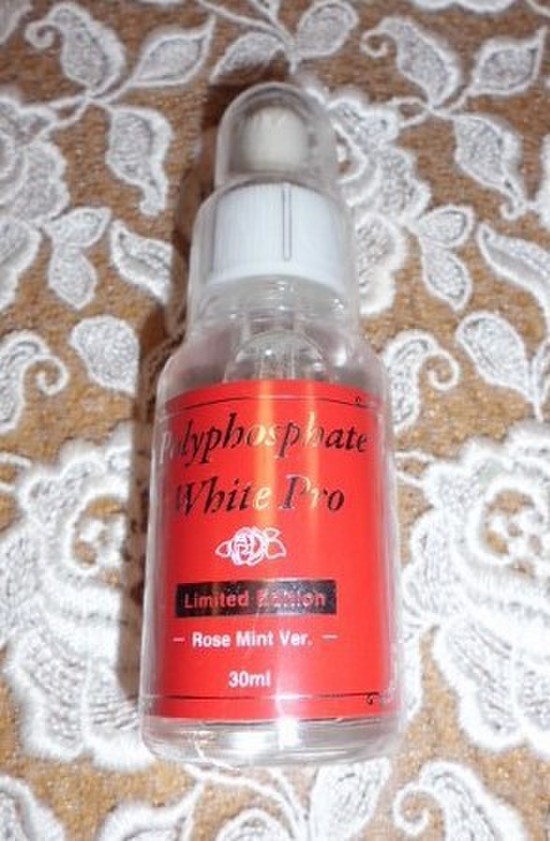 Polyphosphate
White Pro
Limited Edition
— Rose Mint Ver. —
30ml